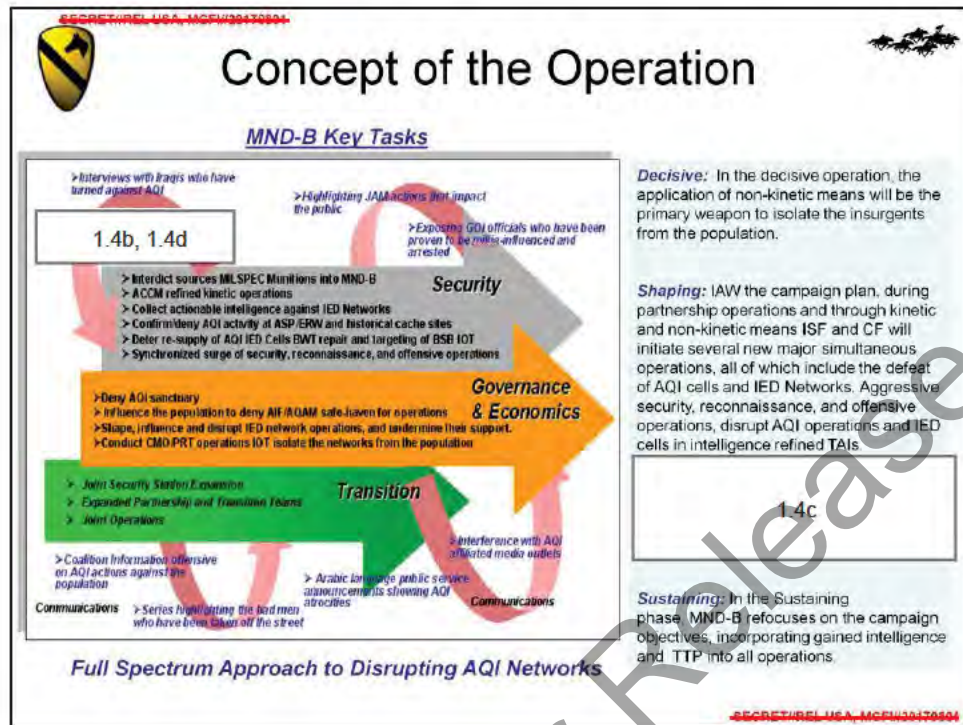 SECRET//REL USA, MCFI//20170801
Concept of the Operation
MND-B Key Tasks
➢Interviews with Iraqis who have
turned against AQI
1.4b, 1.4d
➢Highlighting JAM actions that impact
the public
➢Exposing GOI officials who have been
proven to be militia-influenced and
arrested
Security
➢Interdict sources MILSPEC Munitions into MND-B
➢ACCM refined kinetic operations
➢Collect actionable intelligence against IED Networks
➢Confirm/deny AQI activity at ASP/ERW and historical cache sites
➢Deter re-supply of AQI IED Cells BWT repair and targeting of BSB IOT
➢Synchronized surge of security, reconnaissance, and offensive operations
Governance
& Economics
➢Deny AQI sanctuary
➢Influence the population to deny AIF/AQAM safe-haven for operations
➢Shape, influence and disrupt IED network operations, and undermine their support.
➢Conduct CMO/PRT operations IOT isolate the networks from the population
Transition
➢ Joint Security Station Expansion
➢ Expanded Partnership and Transition Teams
➢ Joint Operations
➢Coalition Information offensive
on AQI actions against the
population
Communications
➢Series highlighting the bad men
who have been taken off the street
➢Arabic language public service
announcements showing AQI
atrocities
➢Interference with AQI
affiliated media outlets
Communications
Full Spectrum Approach to Disrupting AQI Networks
Decisive: In the decisive operation, the
application of non-kinetic means will be the
primary weapon to isolate the insurgents
from the population.
Shaping: IAW the campaign plan, during
partnership operations and through kinetic
and non-kinetic means ISF and CF will
initiate several new major simultaneous
operations, all of which include the defeat
of AQI cells and IED Networks. Aggressive
security, reconnaissance, and offensive
operations, disrupt AQI operations and IED
cells in intelligence refined TAIs.
1.4c
Sustaining: In the Sustaining
phase, MND-B refocuses on the campaign
objectives, incorporating gained intelligence
and TTP into all operations.
Release
SECRET//REL USA, MCFI//20170801